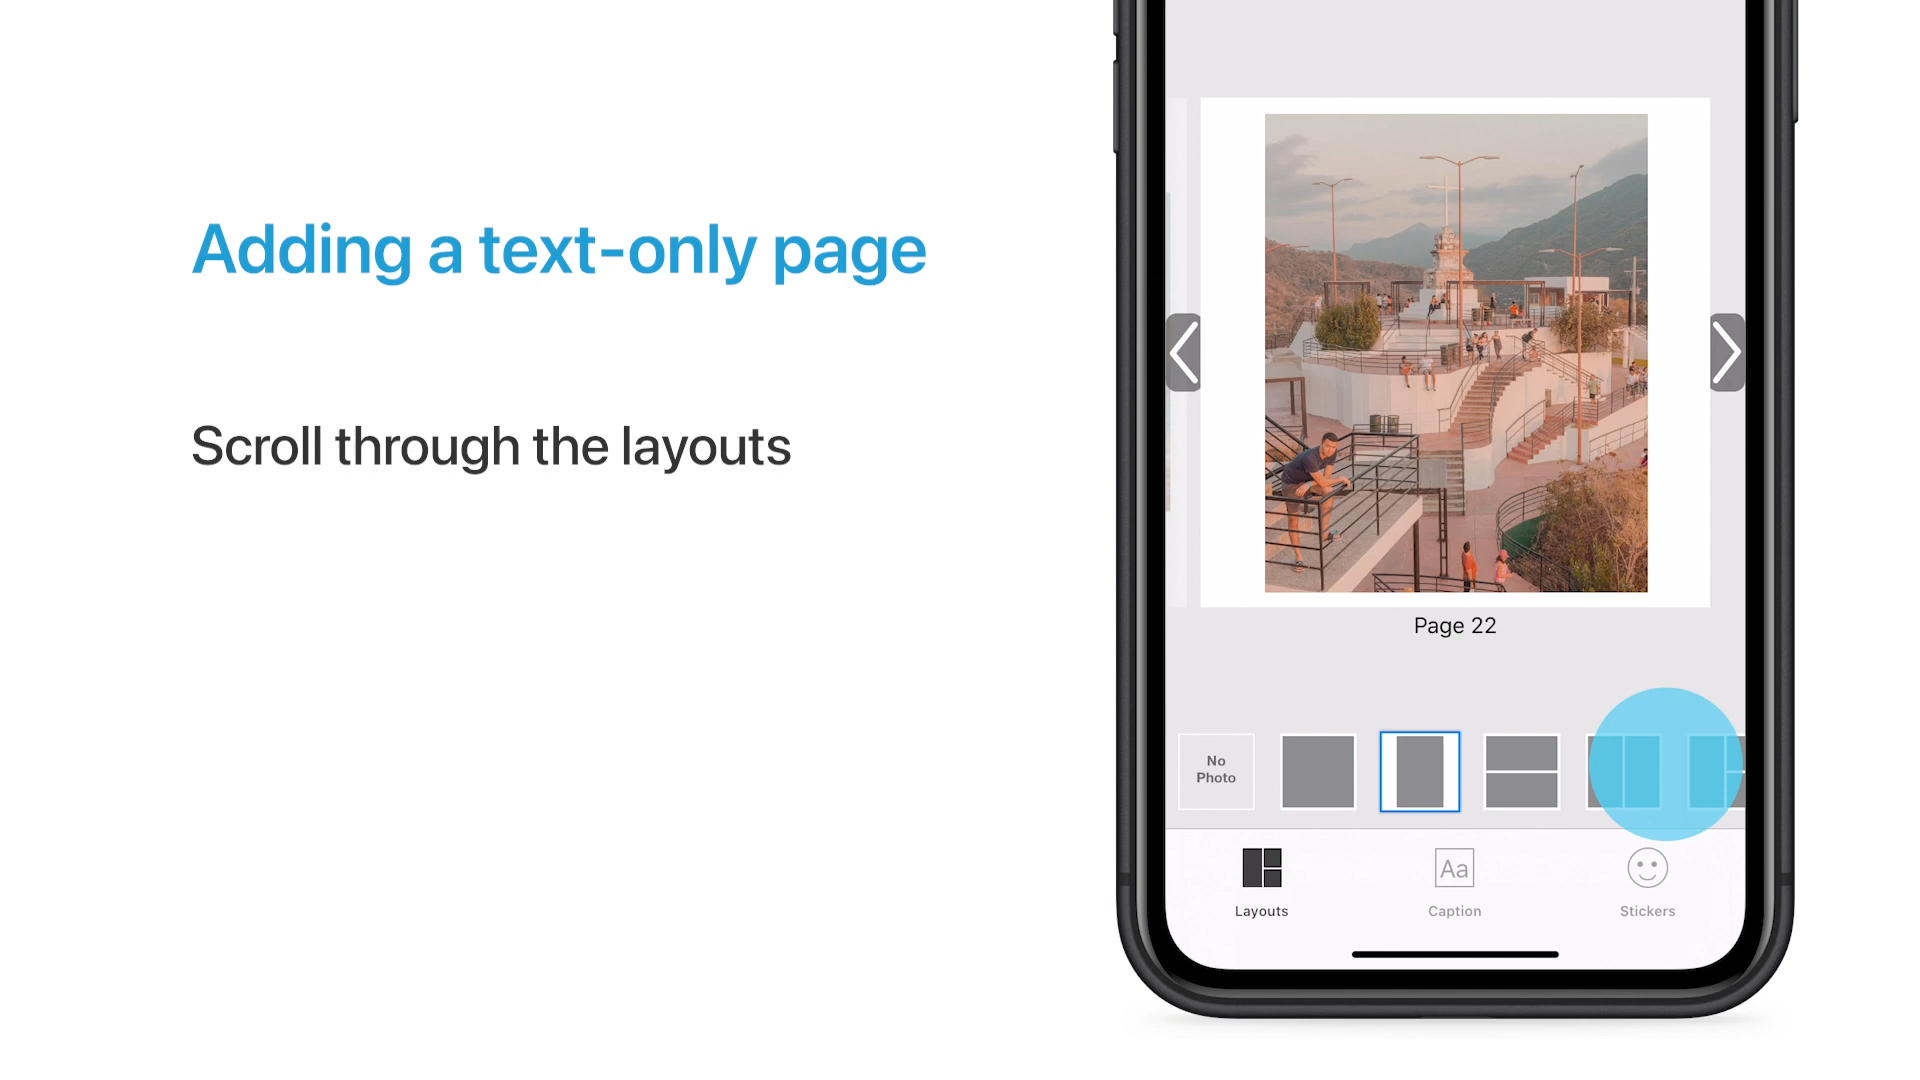 Adding a text-only page
Scroll through the layouts
Page 22
No
Photo
Aa
Layouts
Caption
Stickers